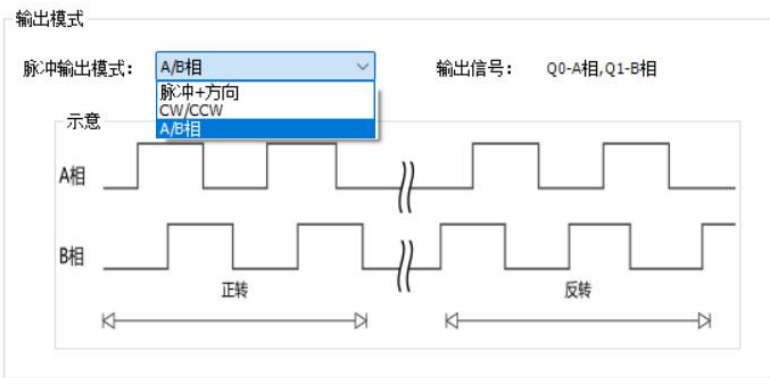 输出模式
脉冲输出模式： A/B相 输出信号： Q0-A相,Q1-B相
脉冲+方向
CW/CCW
A/B相
示意
A相
B相
正转 反转